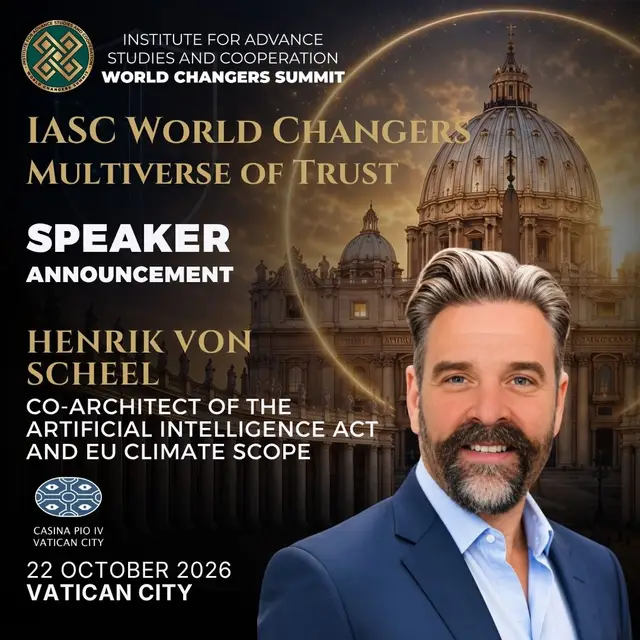 INSTITUTE FOR ADVANCE
STUDIES AND COOPERATION
WORLD CHANGERS SUMMIT
IASC WORLD CHANGERS
MULTIVERSE OF TRUST
SPEAKER
ANNOUNCEMENT
HENRIK VON
SCHEEL
CO-ARCHITECT OF THE
ARTIFICIAL INTELLIGENCE ACT
AND EU CLIMATE SCOPE
CASINA PIO IV
VATICAN CITY
22 OCTOBER 2026
VATICAN CITY